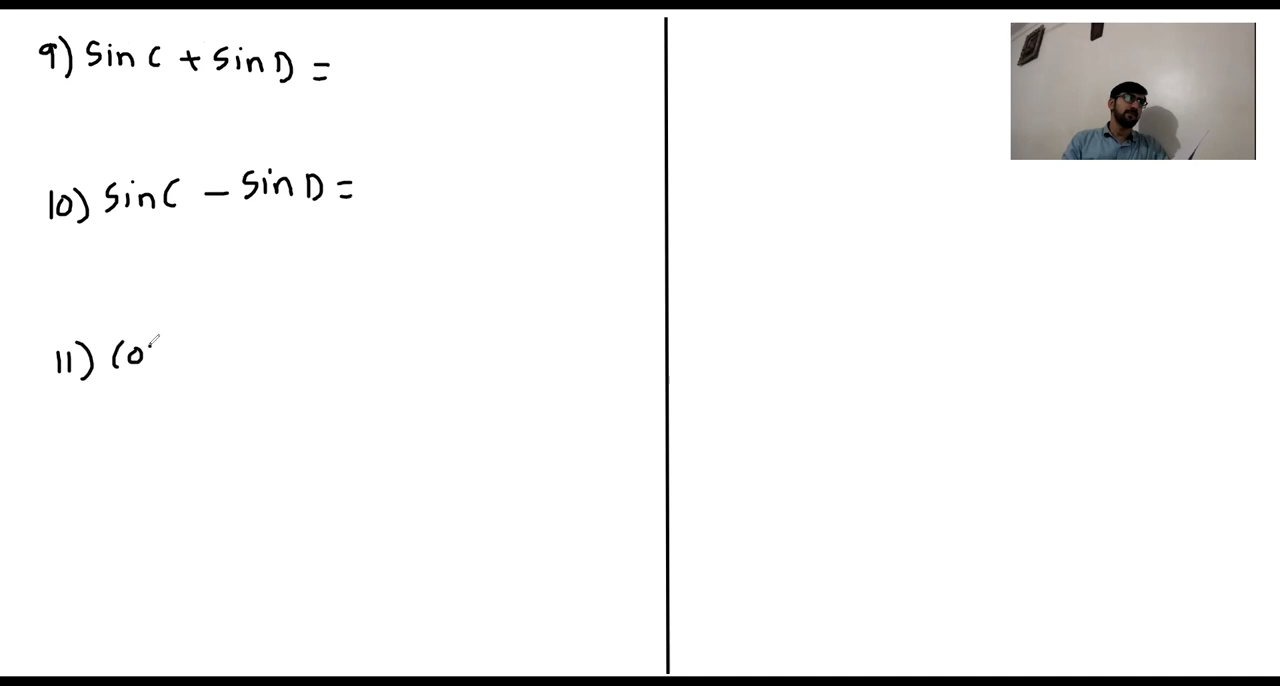 9) Sin C + Sin D =
10) Sin C - Sin D =
11) Co